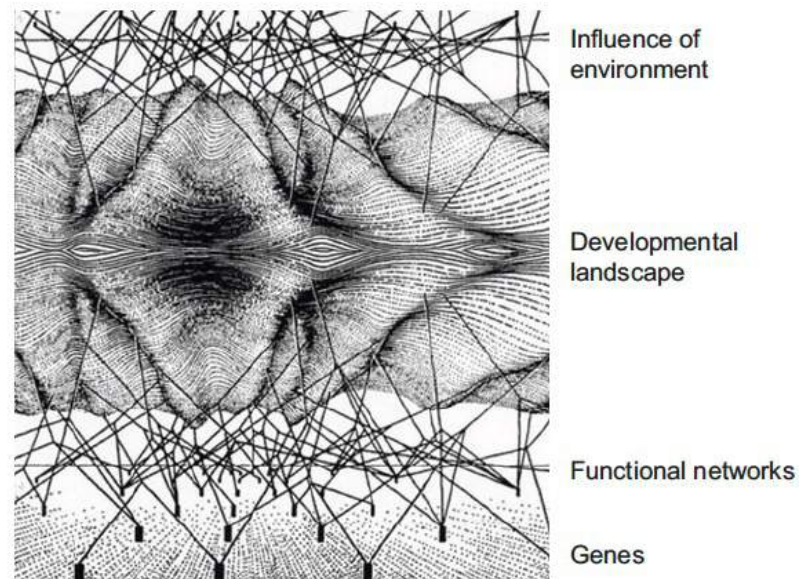 Influence of
environment
Developmental
landscape
Functional networks
Genes